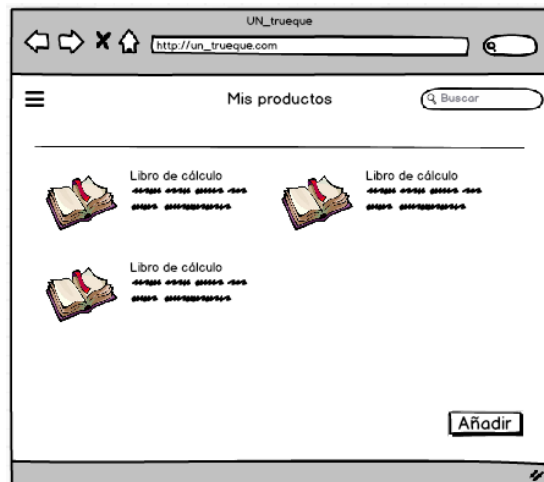 UN_trueque
http://un_trueque.com
Mis productos
Buscar
Libro de cálculo
Libro de cálculo
Libro de cálculo
Añadir